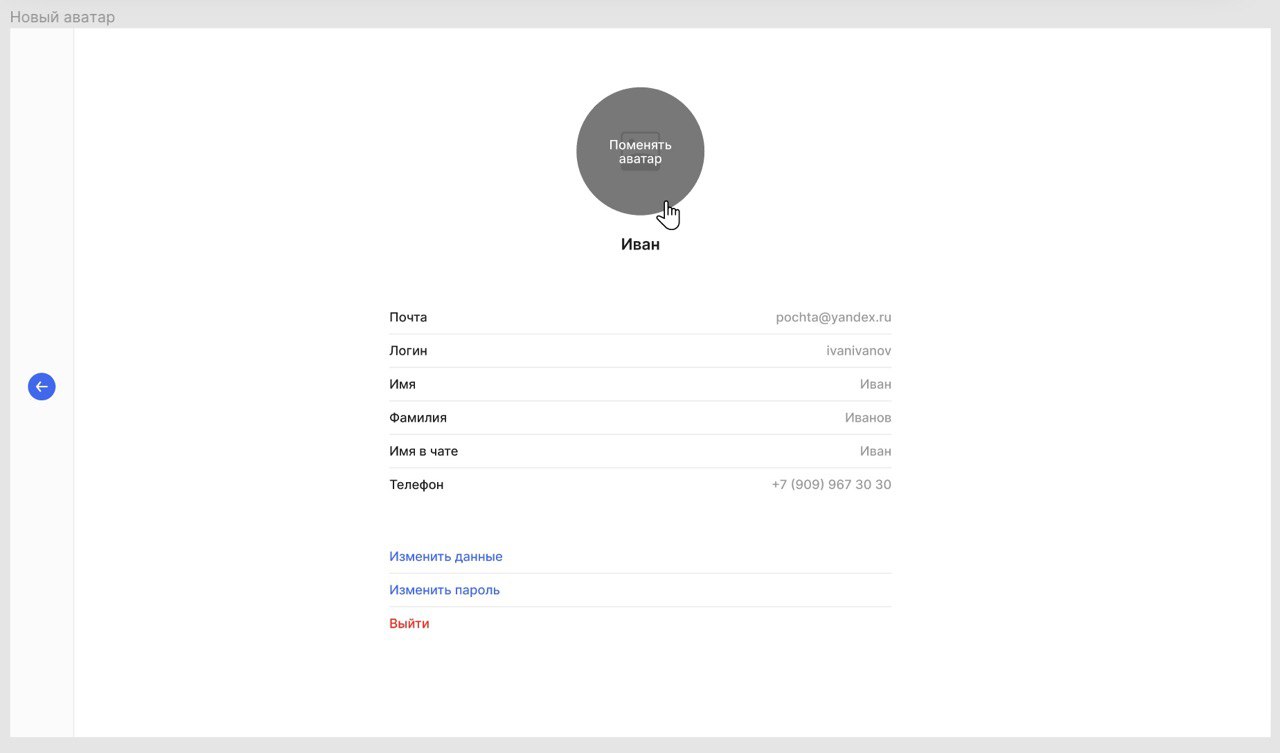 Новый аватар
Поменять
аватар
Иван
Почта pochta@yandex.ru
Логин ivanivanov
Имя Иван
Фамилия Иванов
Имя в чате Иван
Телефон +7 (909) 967 30 30
Изменить данные
Изменить пароль
Выйти